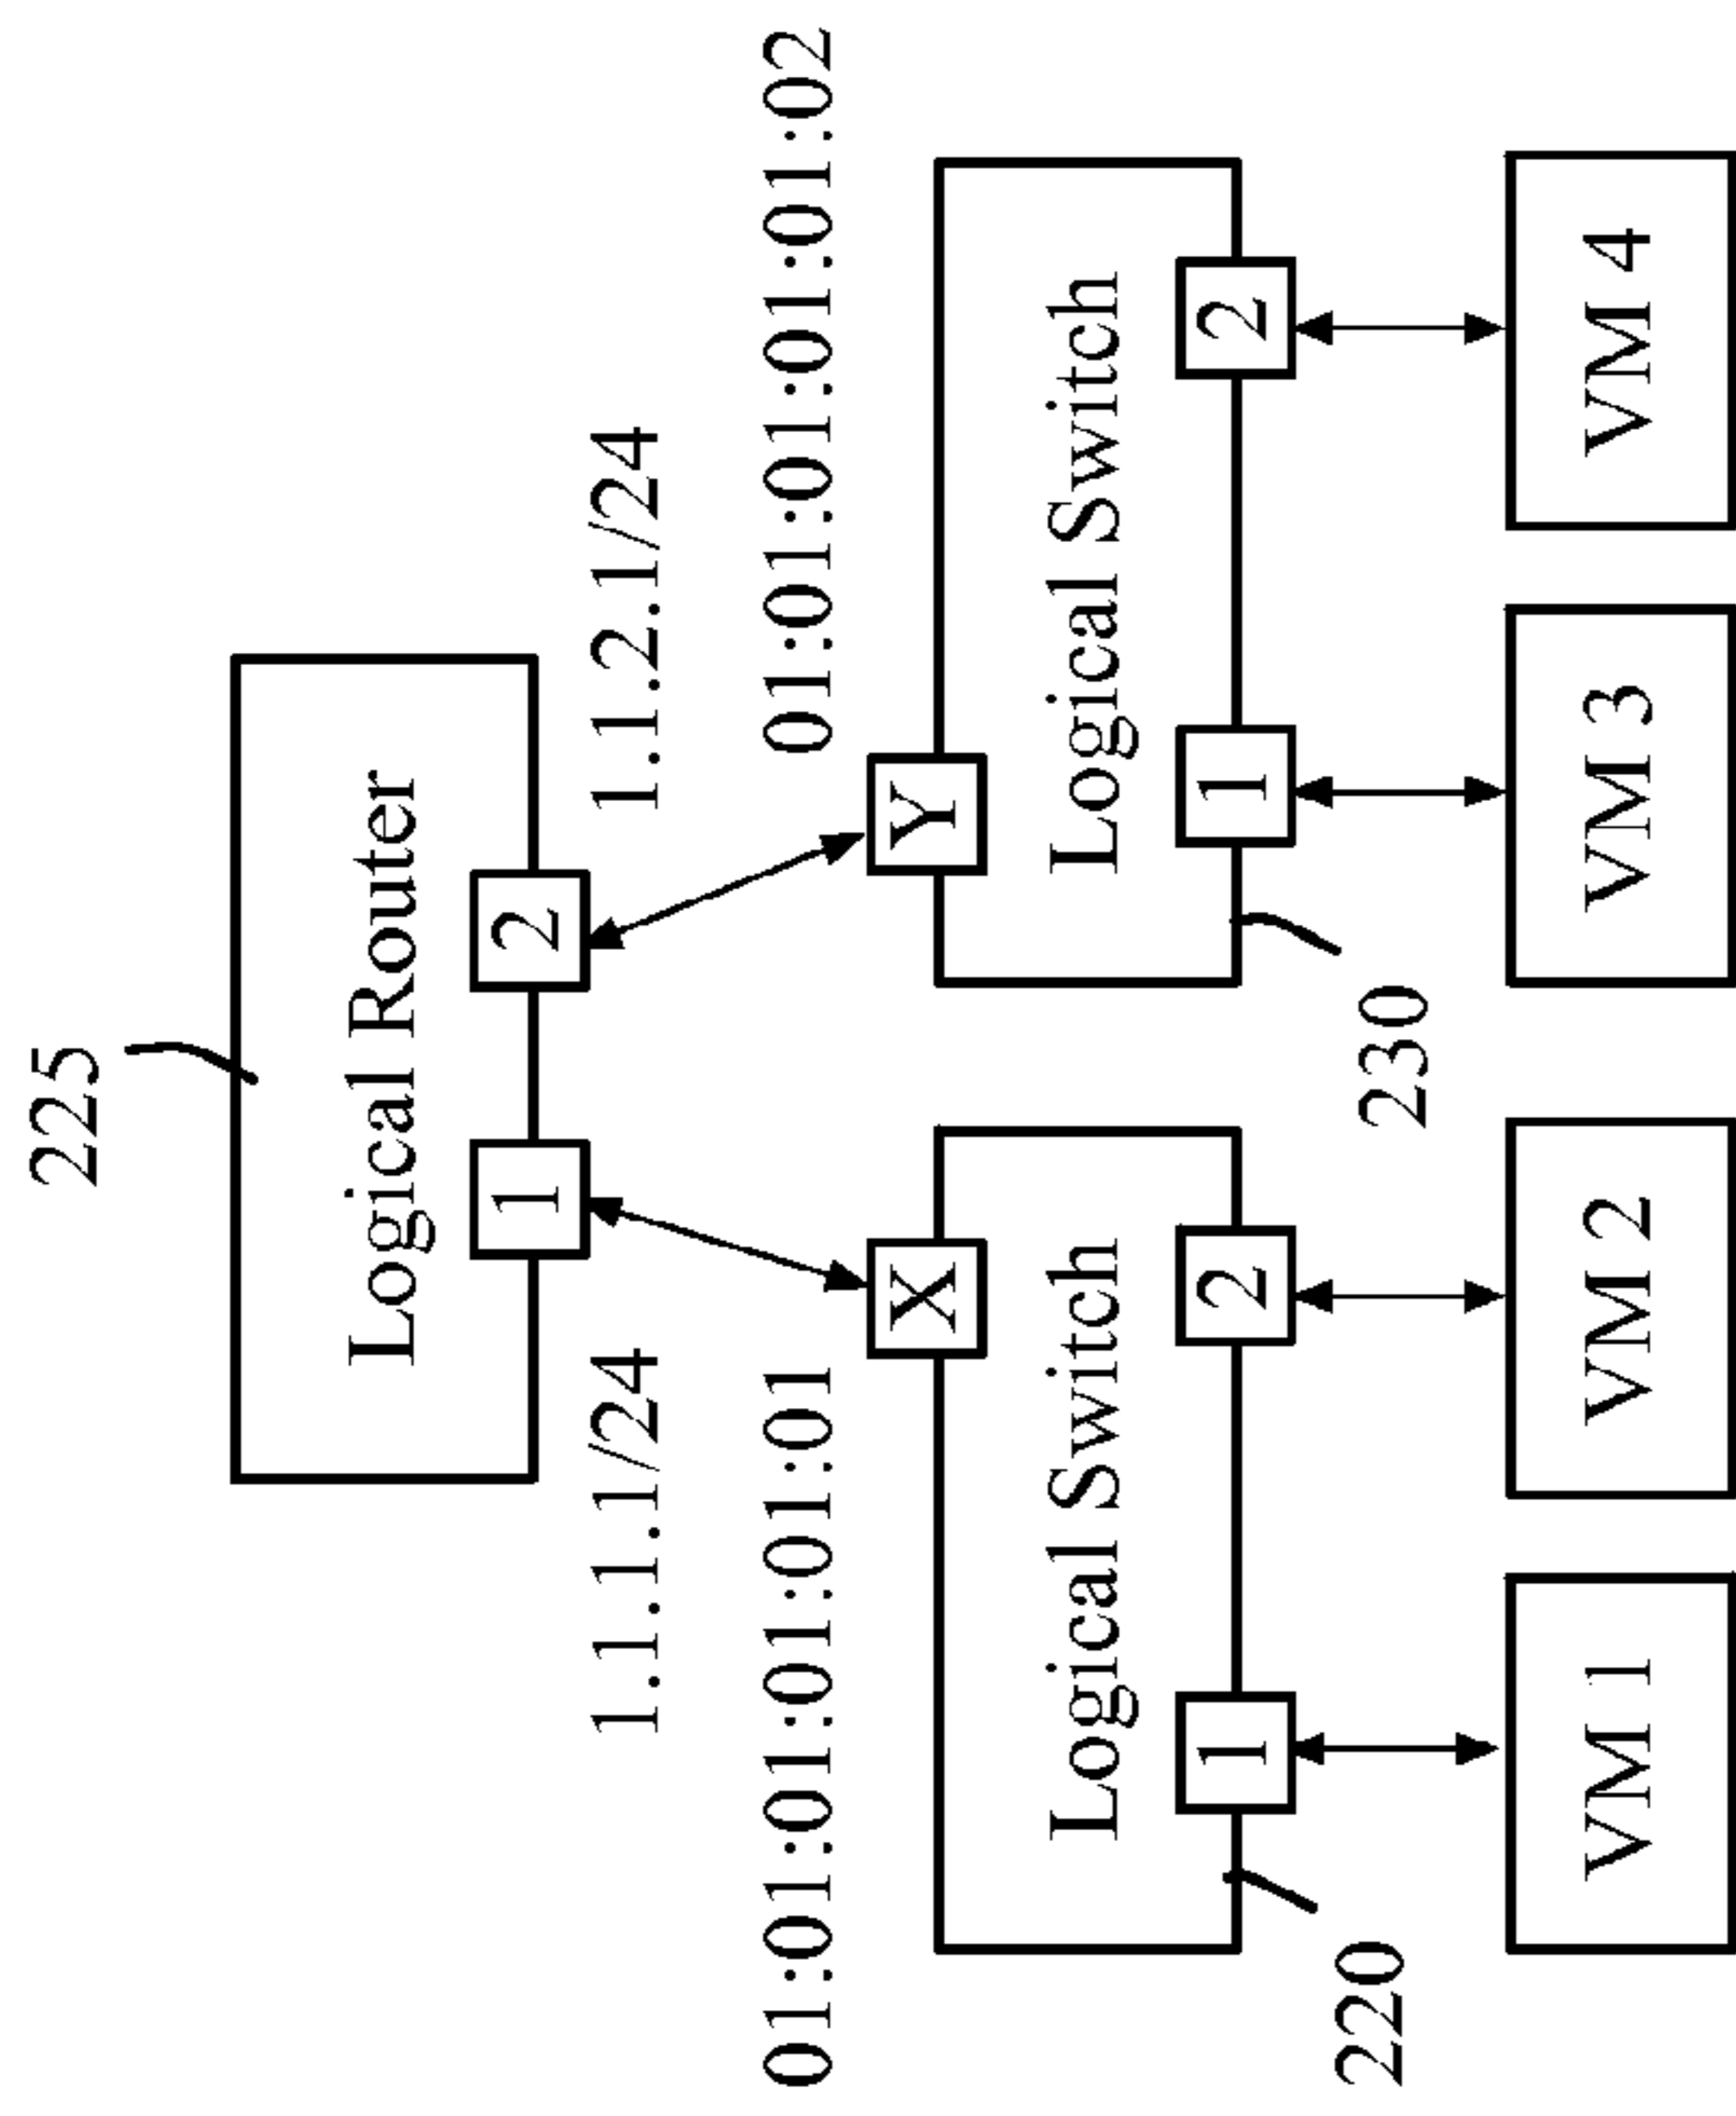 225
Logical Router
1
2
1.1.1.1/24
1.1.2.1/24
01:01:01:01:01:01
01:01:01:01:01:02
X
Y
Logical Switch
Logical Switch
1
2
1
2
220
230
VM 1
VM 2
VM 3
VM 4